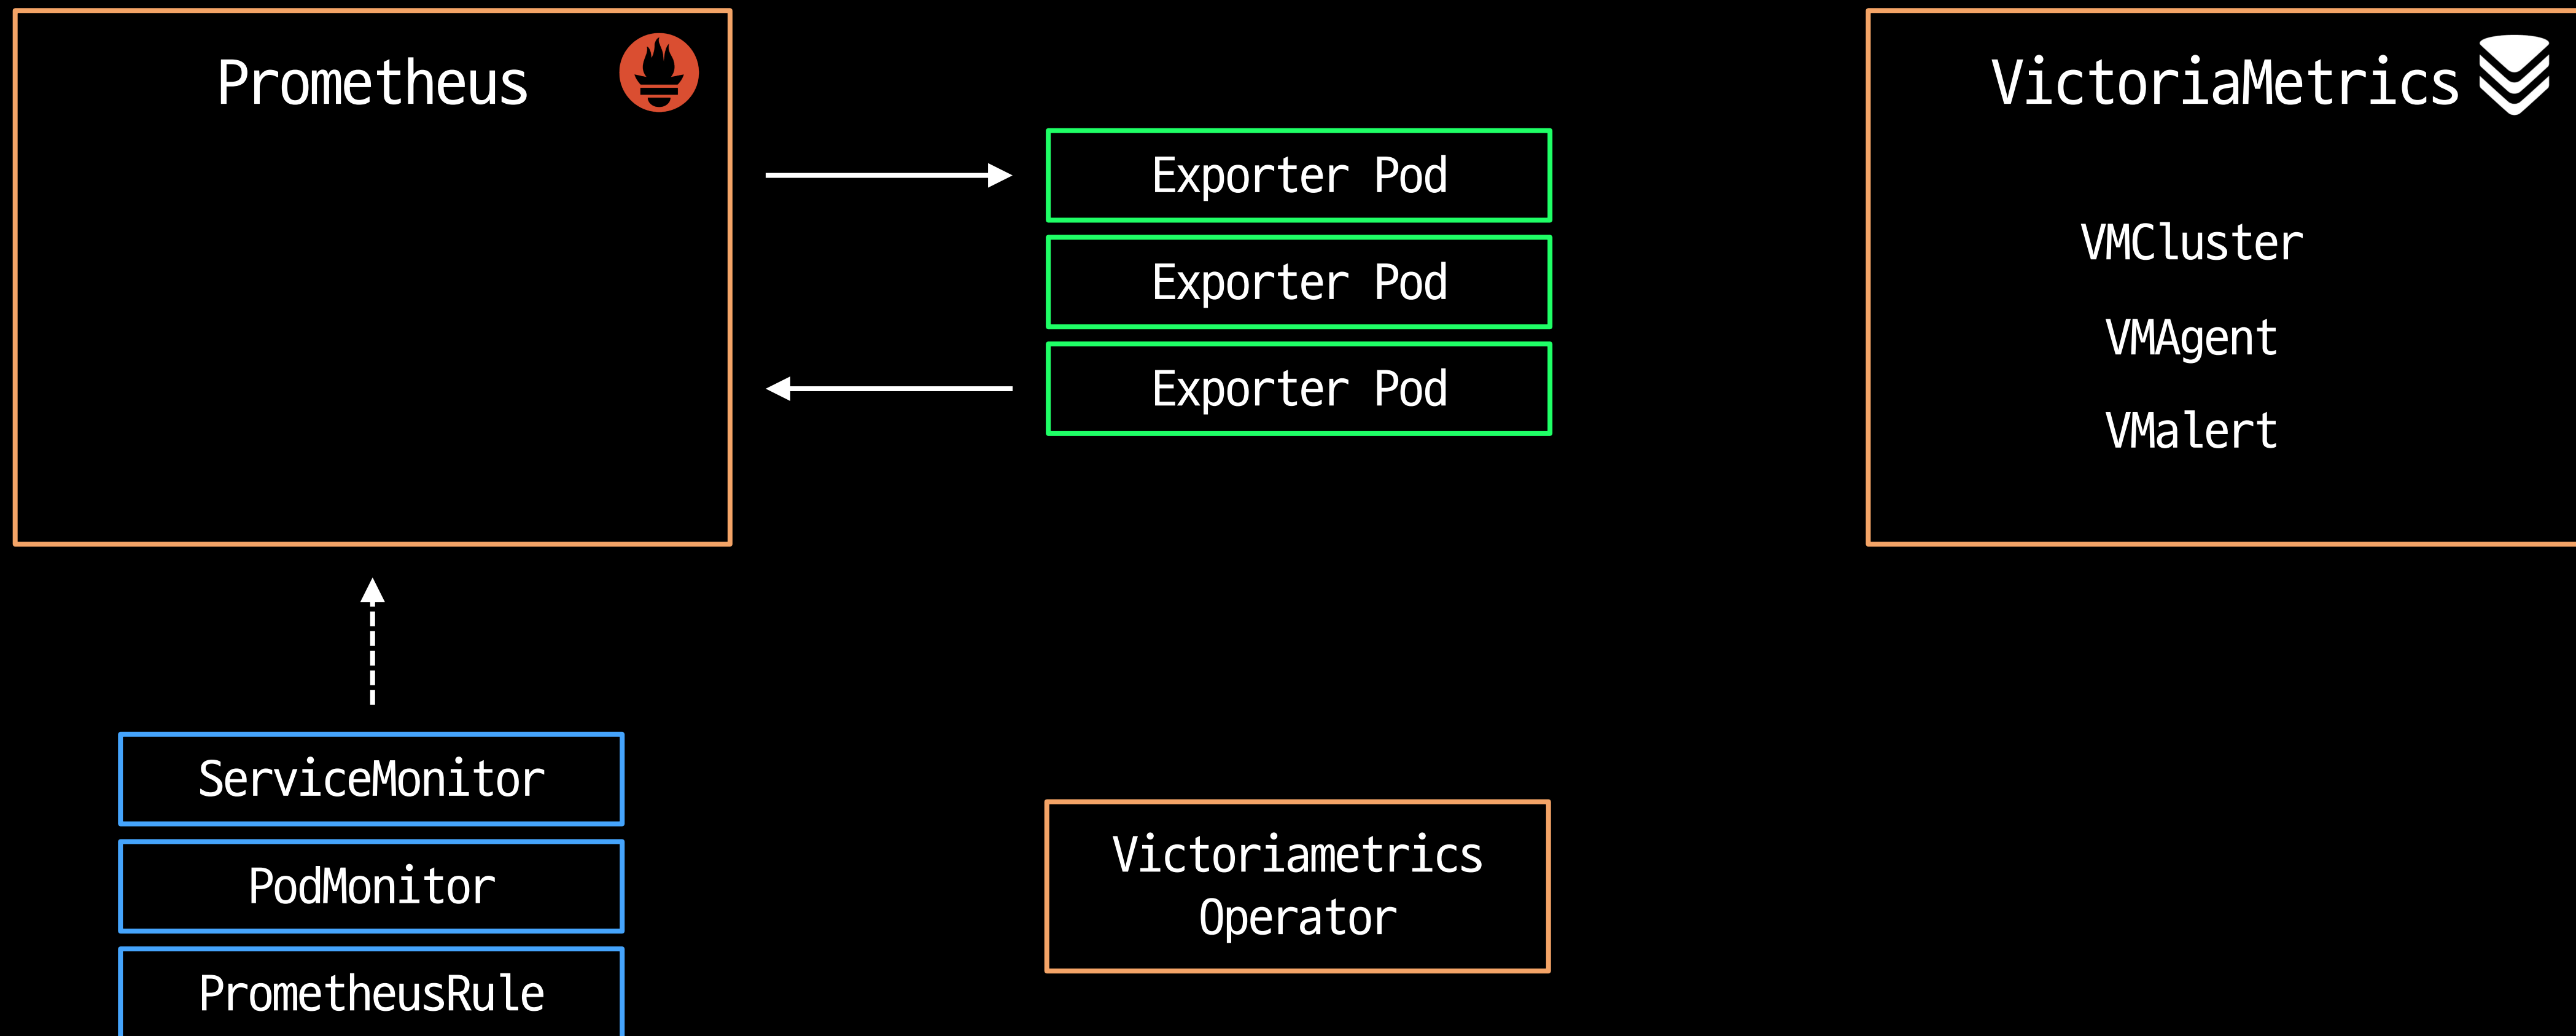 Prometheus
Exporter Pod
Exporter Pod
Exporter Pod
VictoriaMetrics
VMCluster
VMAgent
VMalert
ServiceMonitor
PodMonitor
PrometheusRule
Victoriametrics
Operator